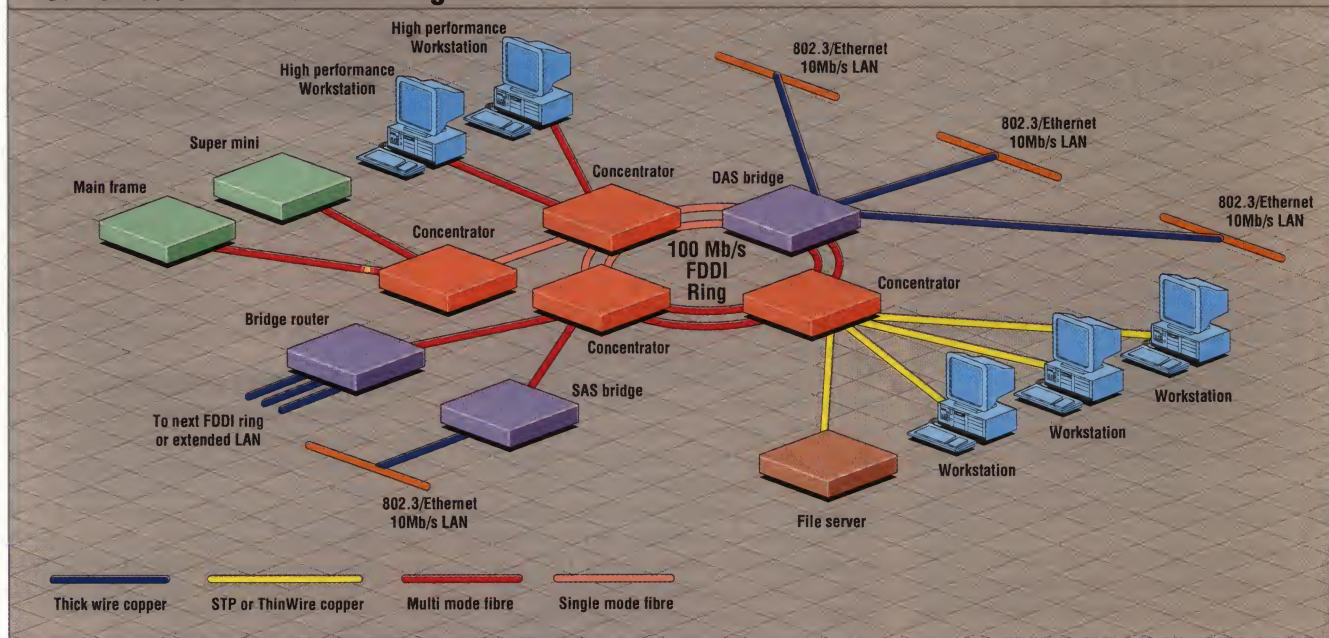 High performance
Workstation
High performance
Workstation
802.3/Ethernet
10Mb/s LAN
802.3/Ethernet
10Mb/s LAN
802.3/Ethernet
10Mb/s LAN
Super mini
Main frame
Concentrator
DAS bridge
Concentrator
100 Mb/s
FDDI
Ring
Concentrator
Bridge router
Concentrator
SAS bridge
To next FDDI ring
or extended LAN
Workstation
Workstation
Workstation
802.3/Ethernet
10Mb/s LAN
File server
Thick wire copper
STP or ThinWire copper
Multi mode fibre
Single mode fibre